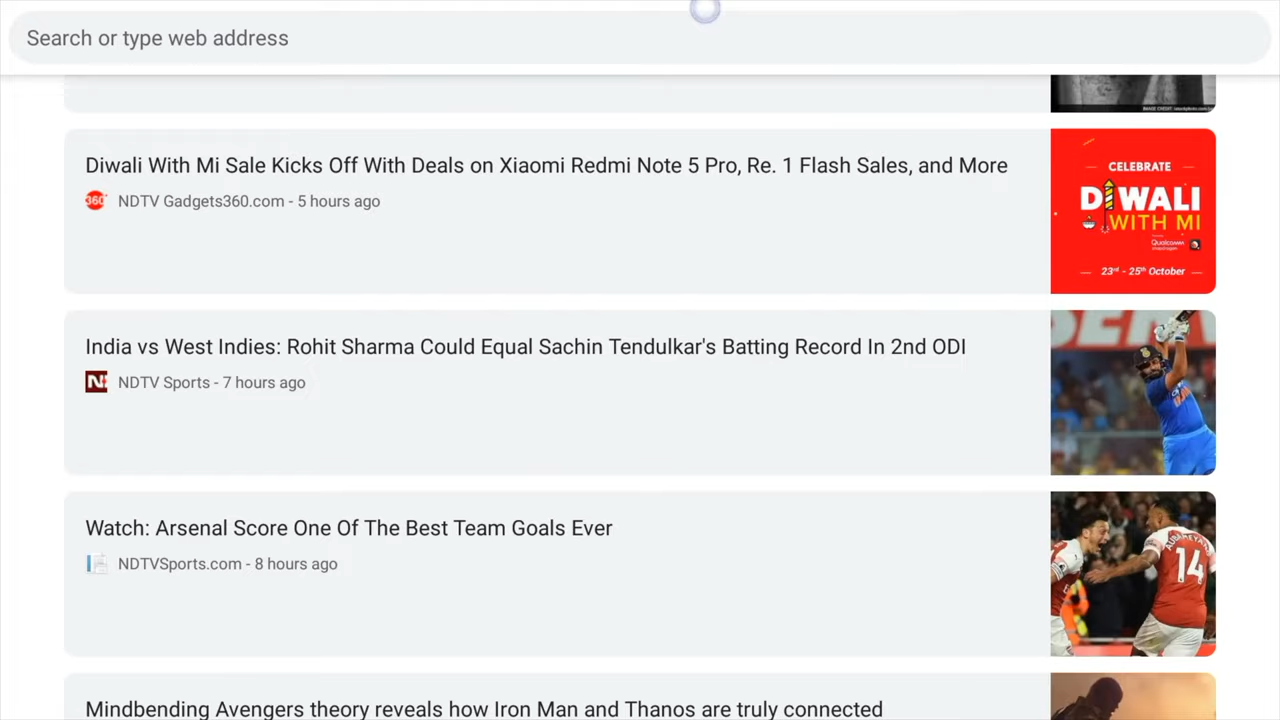 Search or type web address
Diwali With Mi Sale Kicks Off With Deals on Xiaomi Redmi Note 5 Pro, Re. 1 Flash Sales, and More
360
NDTV Gadgets360.com - 5 hours ago
CELEBRATE
DIWALI
WITH MI
Qualcomm
snapdragon
23rd - 25th October
India vs West Indies: Rohit Sharma Could Equal Sachin Tendulkar's Batting Record In 2nd ODI
N
NDTV Sports - 7 hours ago
Watch: Arsenal Score One Of The Best Team Goals Ever
NDTVSports.com - 8 hours ago
AUBAMEYANG
14
Mindbending Avengers theory reveals how Iron Man and Thanos are truly connected